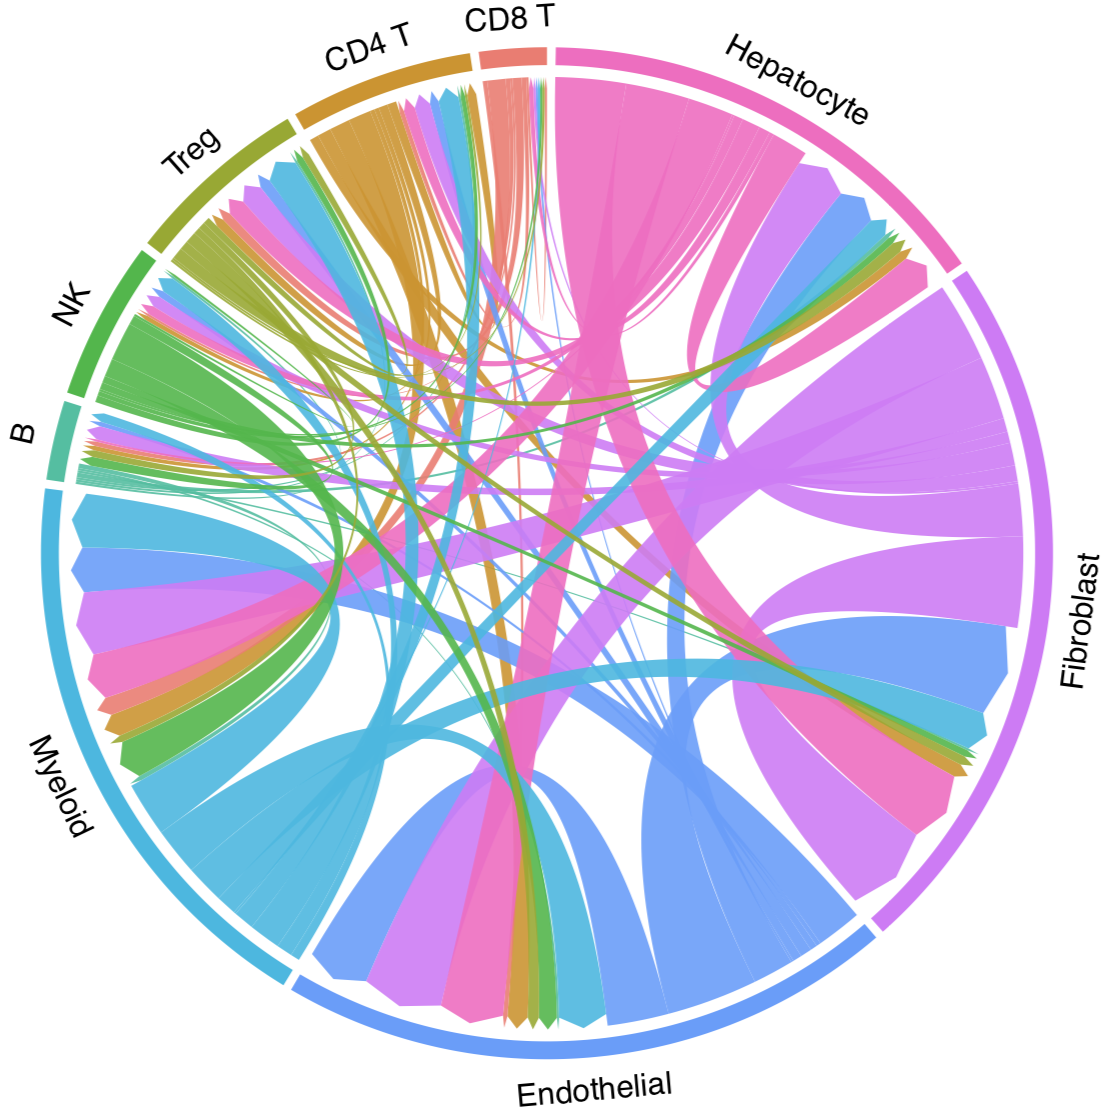 CD8 T
CD4 T
Hepatocyte
Treg
NK
B
Fibroblast
Myeloid
Endothelial